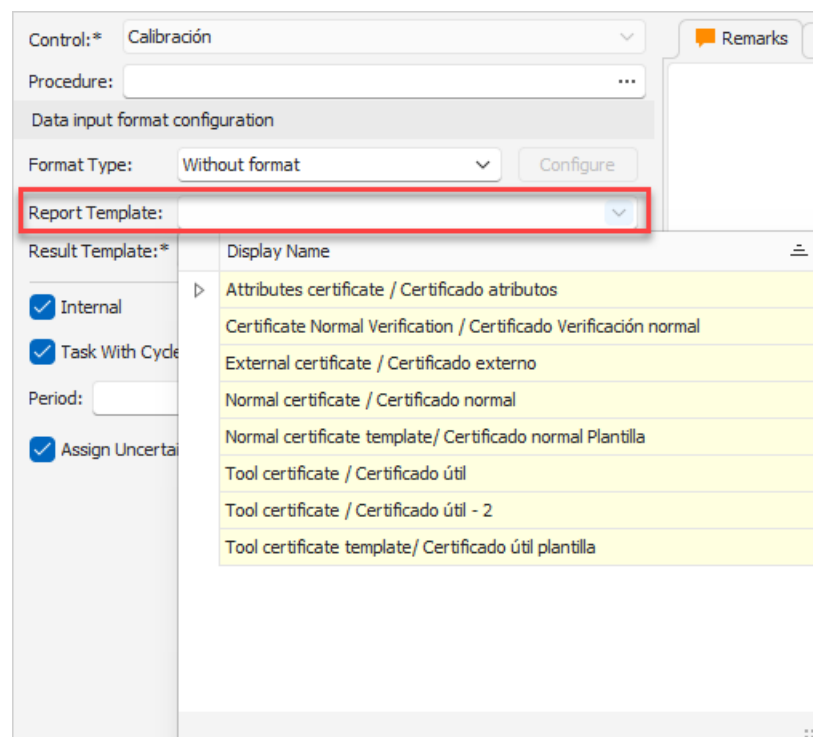 Control:* Calibración
Remarks
Procedure: ...
Data input format configuration
Format Type: Without format Configure
Report Template:
Result Template:*
Display Name
Internal
Attributes certificate / Certificado atributos
Certificate Normal Verification / Certificado Verificación normal
Task With Cycle
External certificate / Certificado externo
Period:
Normal certificate / Certificado normal
Normal certificate template/ Certificado normal Plantilla
Assign
Tool certificate / Certificado útil
Tool certificate / Certificado útil - 2
Tool certificate template/ Certificado útil plantilla